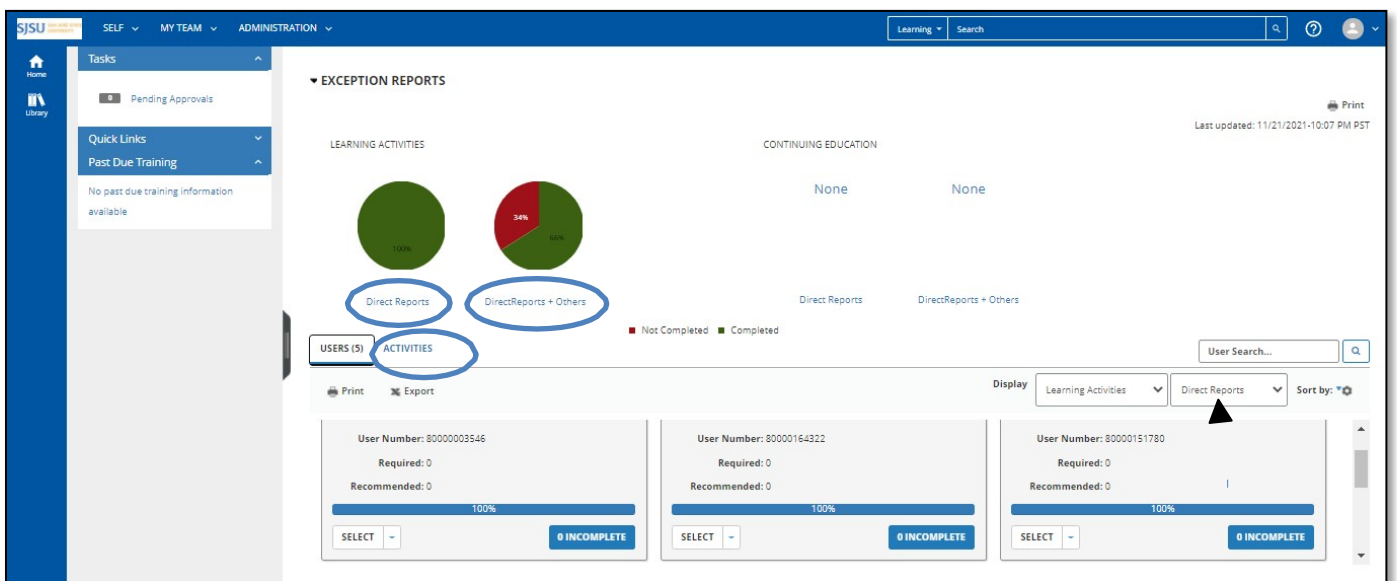 SJSU
SELF MY TEAM ADMINISTRATION Learning Search
Home
Library
Tasks
0 Pending Approvals
Quick Links
Past Due Training
No past due training information
available
EXCEPTION REPORTS
Print
Last updated: 11/21/2021-10:07 PM PST
LEARNING ACTIVITIES CONTINUING EDUCATION
None None
100% 34% 66%
Direct Reports DirectReports + Others Direct Reports DirectReports + Others
Not Completed Completed
USERS (5) ACTIVITIES User Search...
Print Export Display Learning Activities Direct Reports Sort by:
User Number: 80000003546 User Number: 80000164322 User Number: 80000151780
Required: 0 Required: 0 Required: 0
Recommended: 0 Recommended: 0 Recommended: 0
100% 100% 100%
SELECT 0 INCOMPLETE SELECT 0 INCOMPLETE SELECT 0 INCOMPLETE